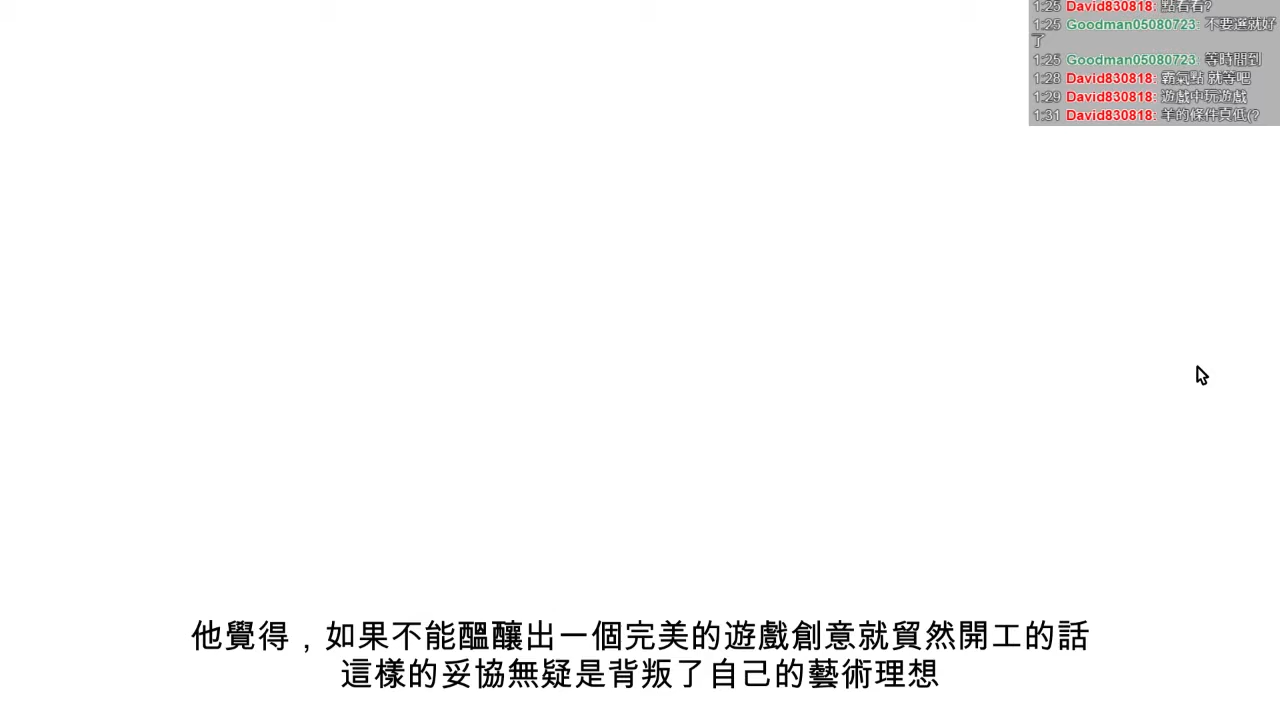 1:25 David830818: 點看看?
1:25 Goodman05080723: 不要選就好
了
1:25 Goodman05080723: 等時間到
1:28 David830818: 霸氣點 就等吧
1:29 David830818: 遊戲中玩遊戲
1:31 David830818: 羊的條件頁低(?
他覺得，如果不能醞釀出一個完美的遊戲創意就貿然開工的話
這樣的妥協無疑是背叛了自己的藝術理想